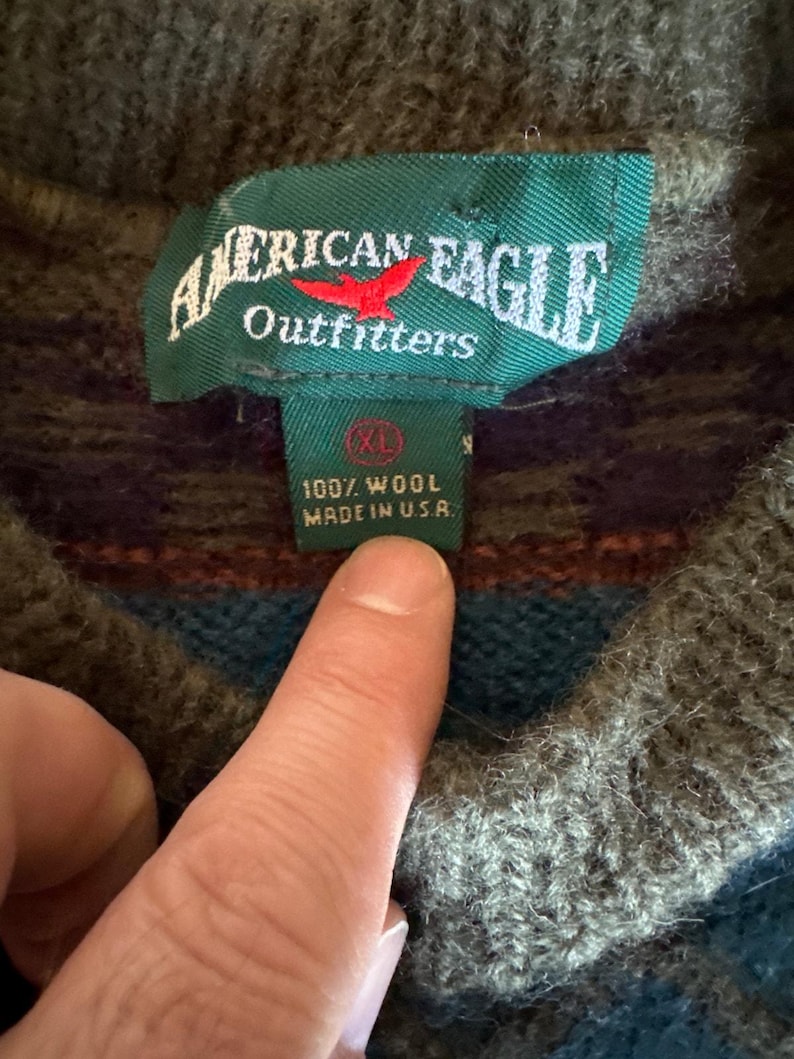 AMERICAN EAGLE
Outfitters
XL
100% WOOL
MADE IN U.S.A.